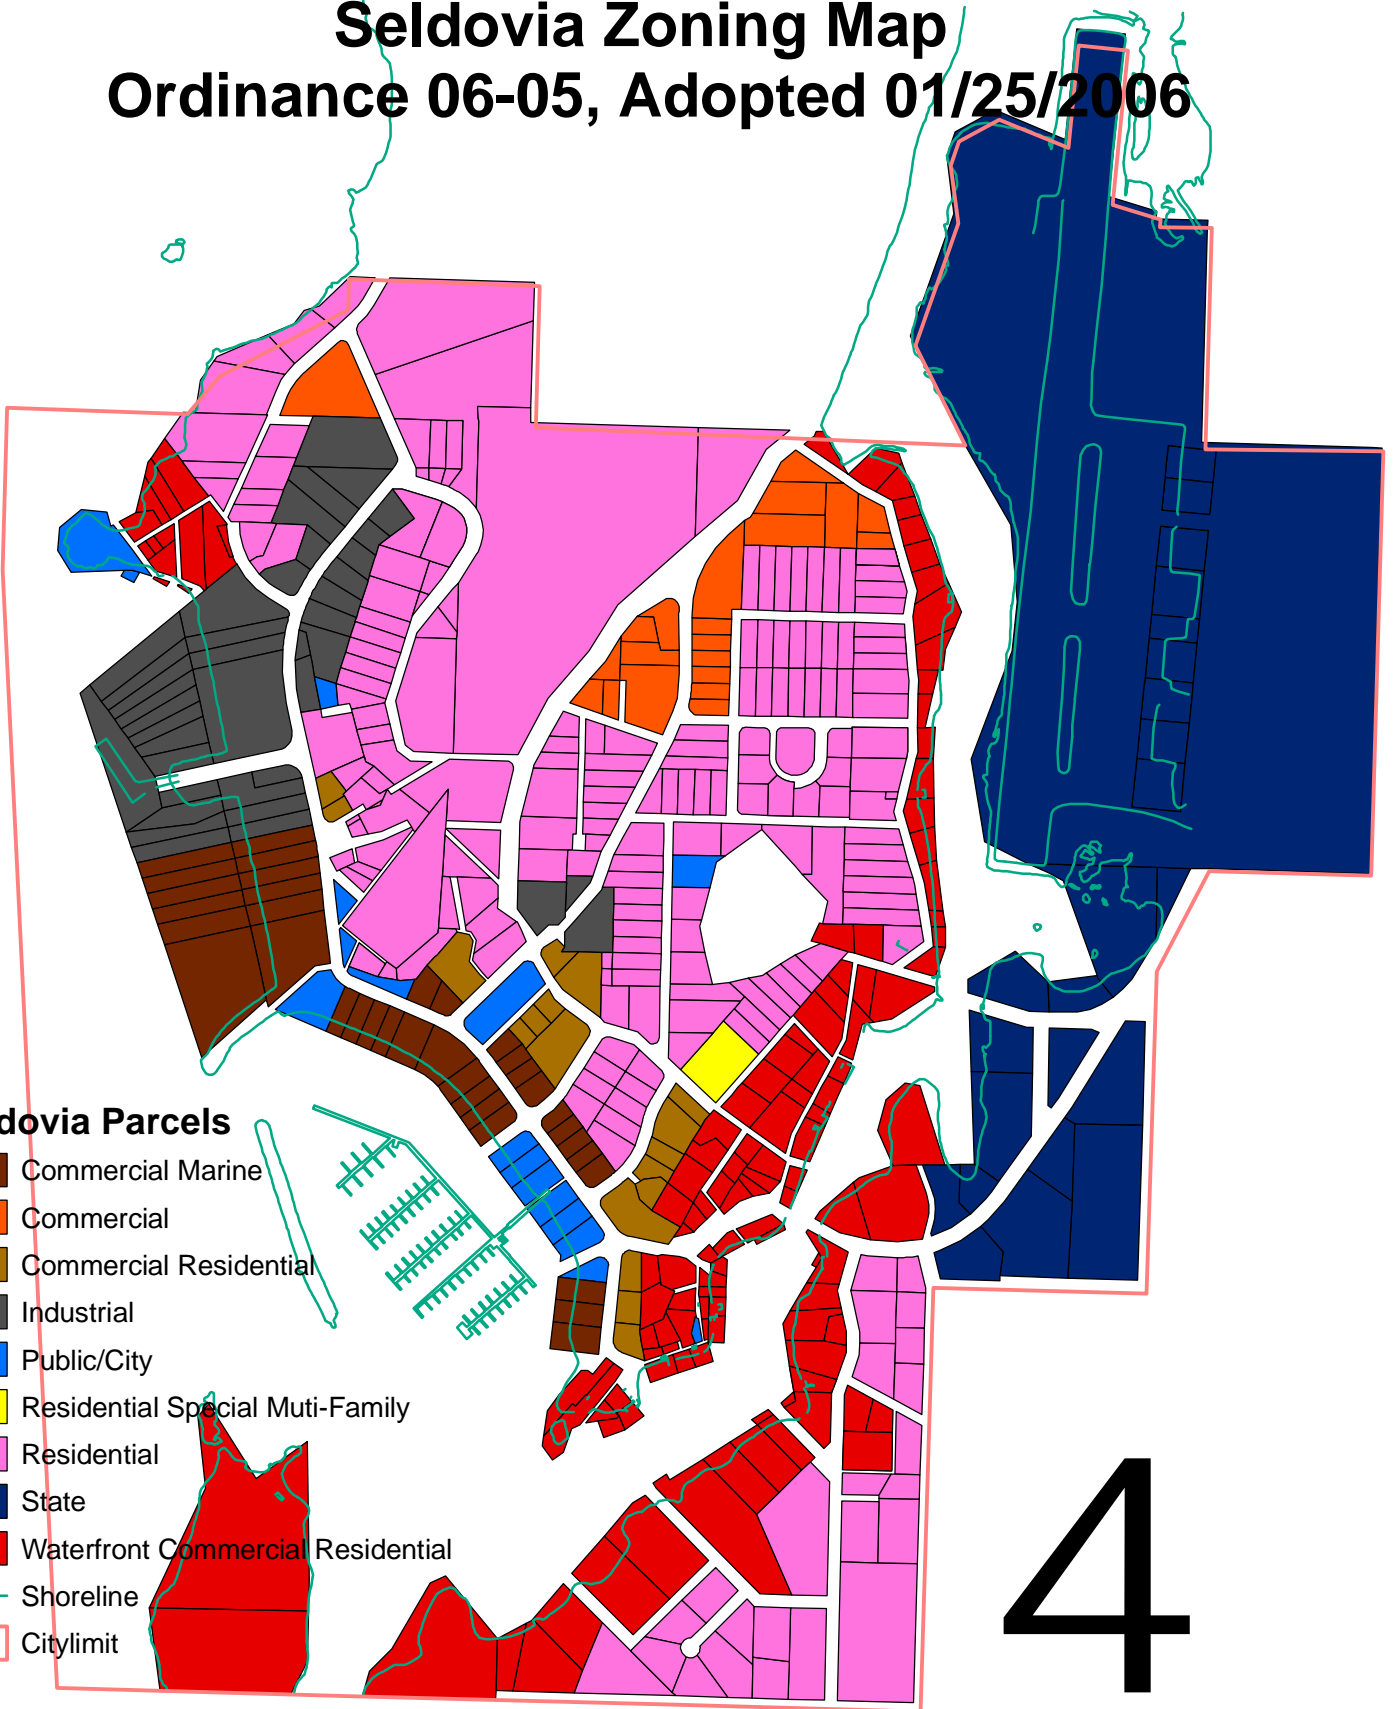 Seldovia Zoning Map
Ordinance 06-05, Adopted 01/25/2006
dovia Parcels
Commercial Marine
Commercial
Commercial Residential
Industrial
Public/City
Residential Special Muti-Family
Residential
State
Waterfront Commercial Residential
Shoreline
Citylimit
4